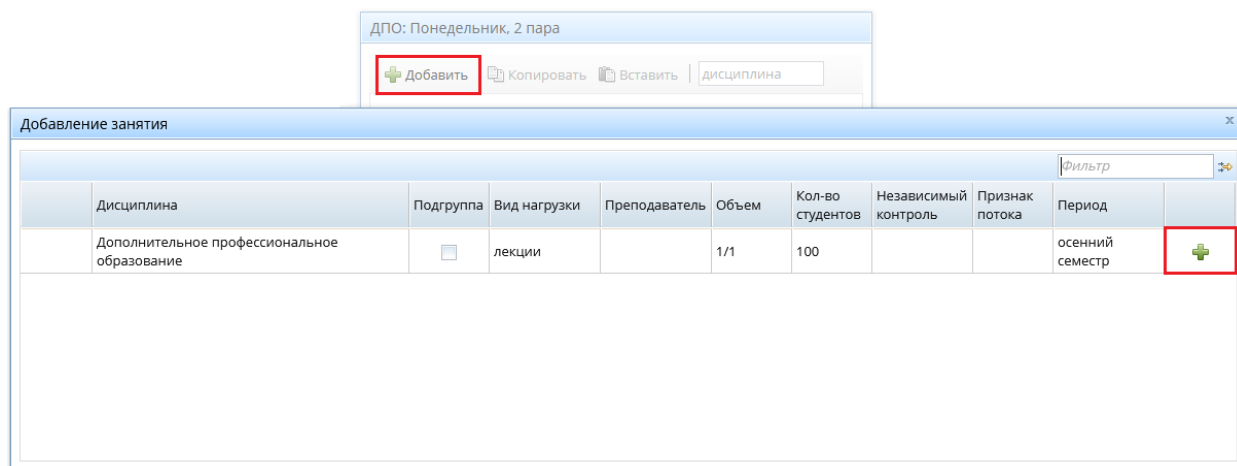 ДПО: Понедельник, 2 пара
Добавить Копировать Вставить дисциплина
Добавление занятия x
Фильтр
Дисциплина Подгруппа Вид нагрузки Преподаватель Объем Кол-во студентов Независимый контроль Признак потока Период
Дополнительное профессиональное образование лекции 1/1 100 осенний семестр